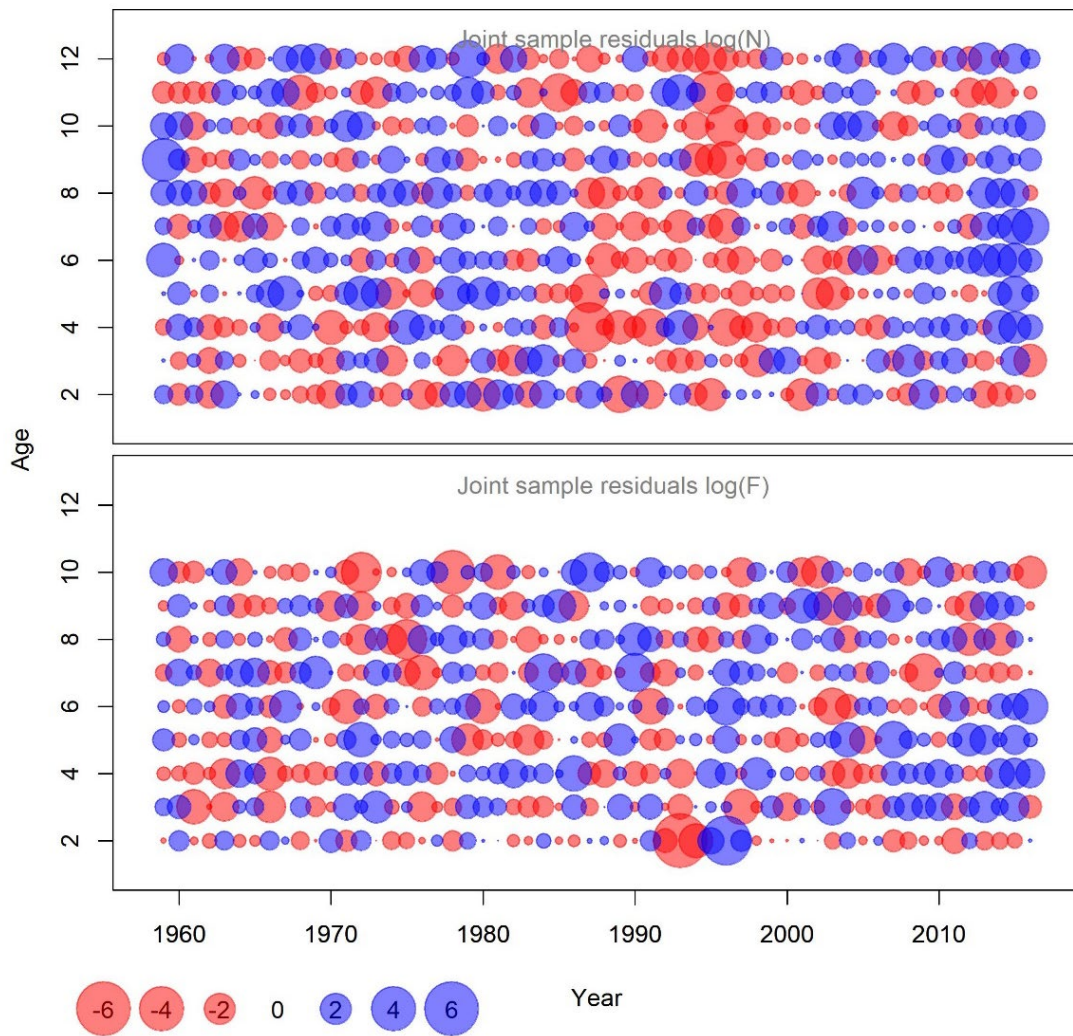 Joint sample residuals log(N)
12
10
8
6
4
2
Age
Joint sample residuals log(F)
12
10
8
6
4
2
1960 1970 1980 1990 2000 2010
Year
-6 -4 -2 0 2 4 6